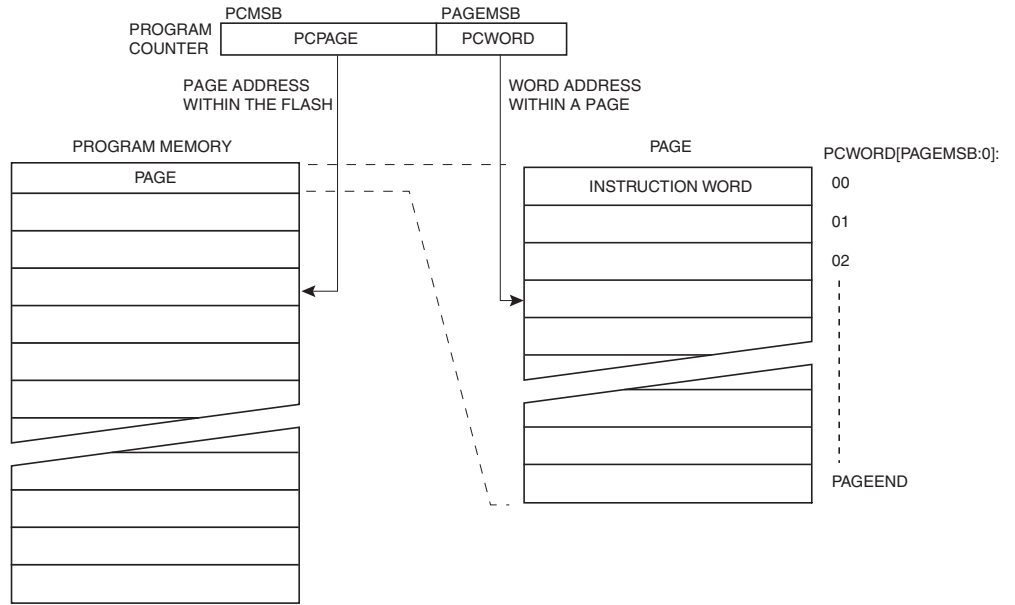 PCMSB
PAGEMSB
PROGRAM
COUNTER
PCPAGE
PCWORD
PAGE ADDRESS
WITHIN THE FLASH
WORD ADDRESS
WITHIN A PAGE
PROGRAM MEMORY
PAGE
PAGE
PCWORD[PAGEMSB:0]:
INSTRUCTION WORD
00
01
02
PAGEEND